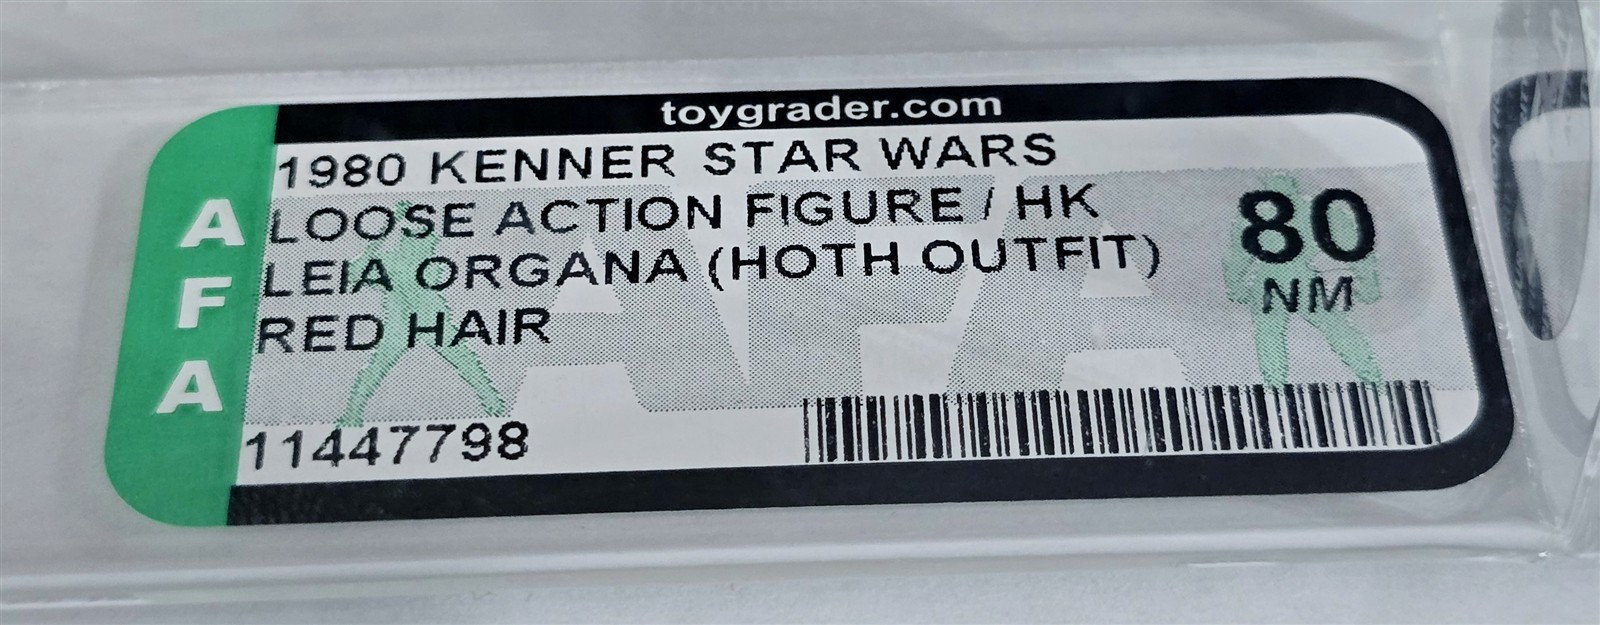 toygrader.com
1980 KENNER STAR WARS
LOOSE ACTION FIGURE / HK
LEIA ORGANA (HOTH OUTFIT)
RED HAIR
80
NM
AFA
11447798
AFA